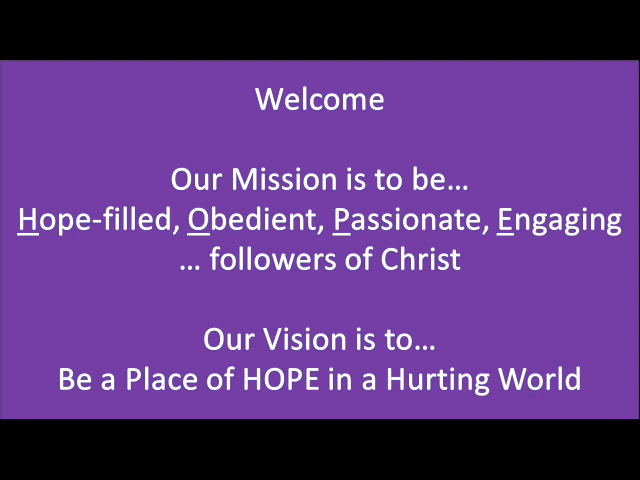 Welcome
Our Mission is to be…
Hope-filled, Obedient, Passionate, Engaging
… followers of Christ
Our Vision is to…
Be a Place of HOPE in a Hurting World